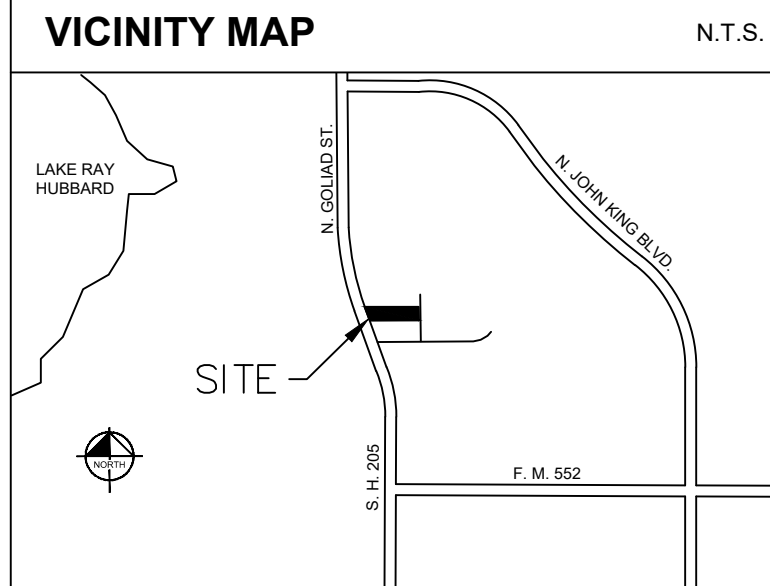 VICINITY MAP
N.T.S.
LAKE RAY
HUBBARD
N. GOLIAD ST.
N. JOHN KING BLVD.
SITE
NORTH
S. H. 205
F. M. 552